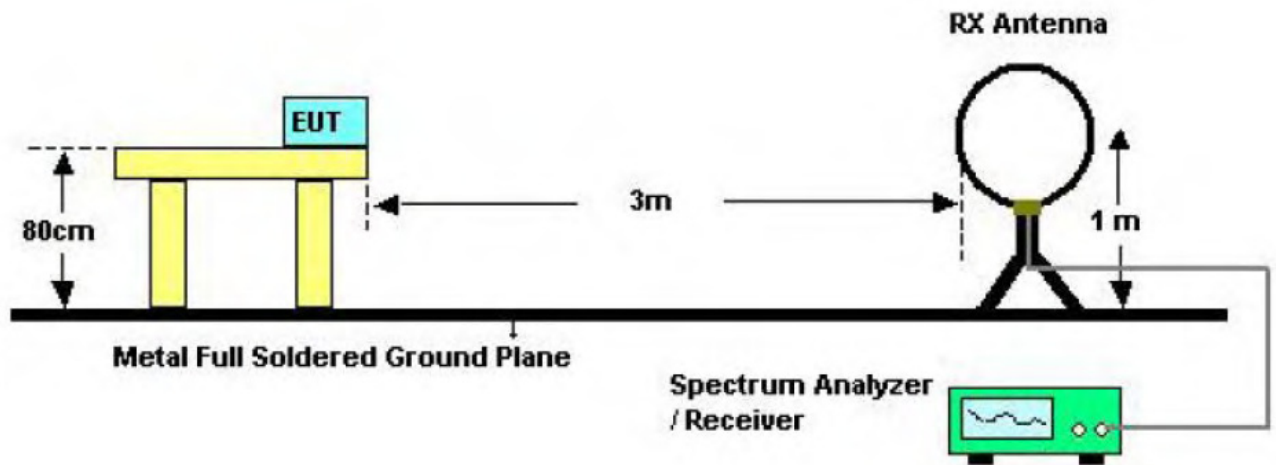 RX Antenna
EUT
80cm
3m
1 m
Metal Full Soldered Ground Plane
Spectrum Analyzer
/ Receiver